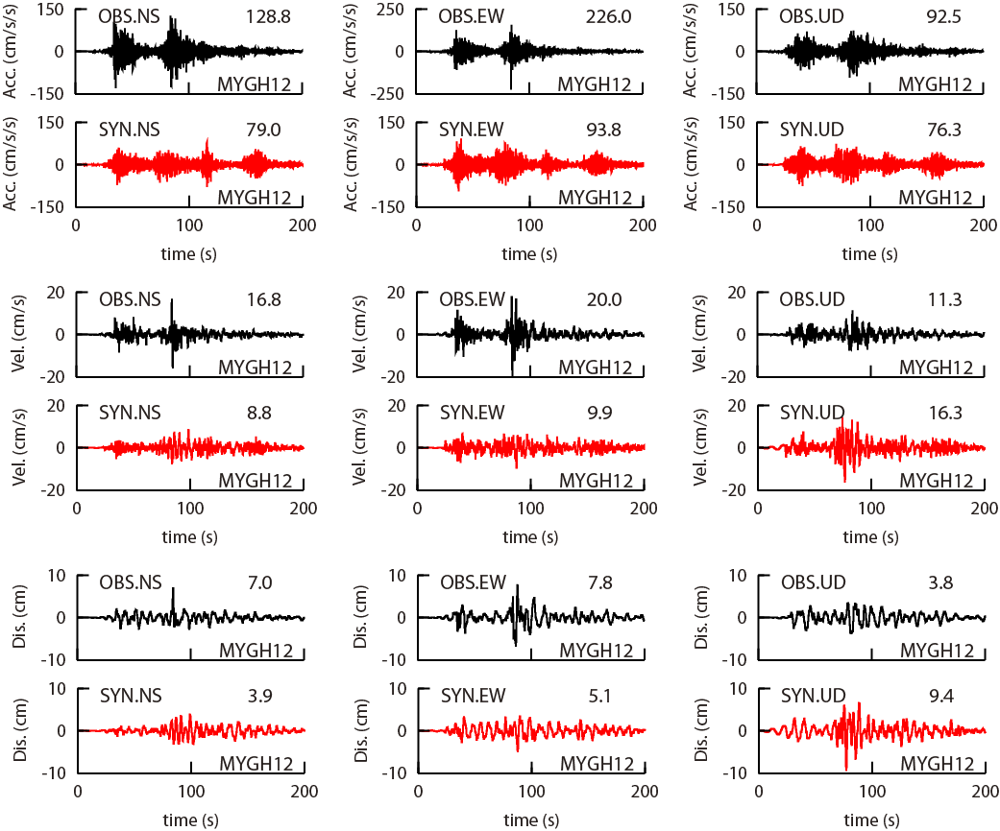 150 OBS.NS 128.8 250 OBS.EW 226.0 150 OBS.UD 92.5
Acc. (cm/s/s) 0 Acc. (cm/s/s) 0 Acc. (cm/s/s) 0
-150 MYGH12 -250 MYGH12 -150 MYGH12
150 SYN.NS 79.0 150 SYN.EW 93.8 150 SYN.UD 76.3
Acc. (cm/s/s) 0 Acc. (cm/s/s) 0 Acc. (cm/s/s) 0
-150 MYGH12 -150 MYGH12 -150 MYGH12
0 100 200 0 100 200 0 100 200
time (s) time (s) time (s)
20 OBS.NS 16.8 20 OBS.EW 20.0 20 OBS.UD 11.3
Vel. (cm/s) 0 Vel. (cm/s) 0 Vel. (cm/s) 0
-20 MYGH12 -20 MYGH12 -20 MYGH12
20 SYN.NS 8.8 20 SYN.EW 9.9 20 SYN.UD 16.3
Vel. (cm/s) 0 Vel. (cm/s) 0 Vel. (cm/s) 0
-20 MYGH12 -20 MYGH12 -20 MYGH12
0 100 200 0 100 200 0 100 200
time (s) time (s) time (s)
10 OBS.NS 7.0 10 OBS.EW 7.8 10 OBS.UD 3.8
Dis. (cm) 0 Dis. (cm) 0 Dis. (cm) 0
-10 MYGH12 -10 MYGH12 -10 MYGH12
10 SYN.NS 3.9 10 SYN.EW 5.1 10 SYN.UD 9.4
Dis. (cm) 0 Dis. (cm) 0 Dis. (cm) 0
-10 MYGH12 -10 MYGH12 -10 MYGH12
0 100 200 0 100 200 0 100 200
time (s) time (s) time (s)